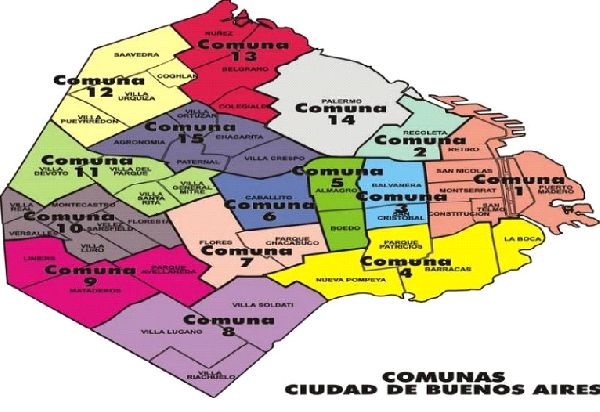 NUÑEZ
Comuna
13
BELGRANO
COLEGIALES
SAAVEDRA
COGHLAN
Comuna
12
VILLA
URQUIZA
VILLA
PUEYRREDON
PALERMO
Comuna
14
VILLA
ORTUZAR
Comuna
15
CHACARITA
AGRONOMIA
PATERNAL
VILLA CRESPO
RECOLETA
Comuna
2
RETIRO
SAN NICOLAS
Comuna
1
MONTSERRAT
PUERTO
MADERO
SAN
TELMO
CONSTITUCION
Comuna
11
VILLA
DEVOTO
VILLA DEL
PARQUE
VILLA
SANTA
RITA
VILLA
GENERAL
MITRE
5
Comuna
ALMAGRO
BOEDO
BALVANERA
Comuna
3
CRISTOBAL
CABALLITO
Comuna
6
VILLA
REAL
MONTECASTRO
Comuna
10
VERSALLES
FLORESTA
VELEZ
SARSFIELD
VILLA
LURO
FLORES
PARQUE
CHACABUCO
Comuna
7
PARQUE
PATRICIOS
Comuna
4
LA BOCA
BARRACAS
NUEVA POMPEYA
LINIERS
Comuna
9
MATADEROS
PARQUE
AVELLANEDA
VILLA SOLDATI
Comuna
8
VILLA LUGANO
VILLA
RIACHUELO
COMUNAS
CIUDAD DE BUENOS AIRES